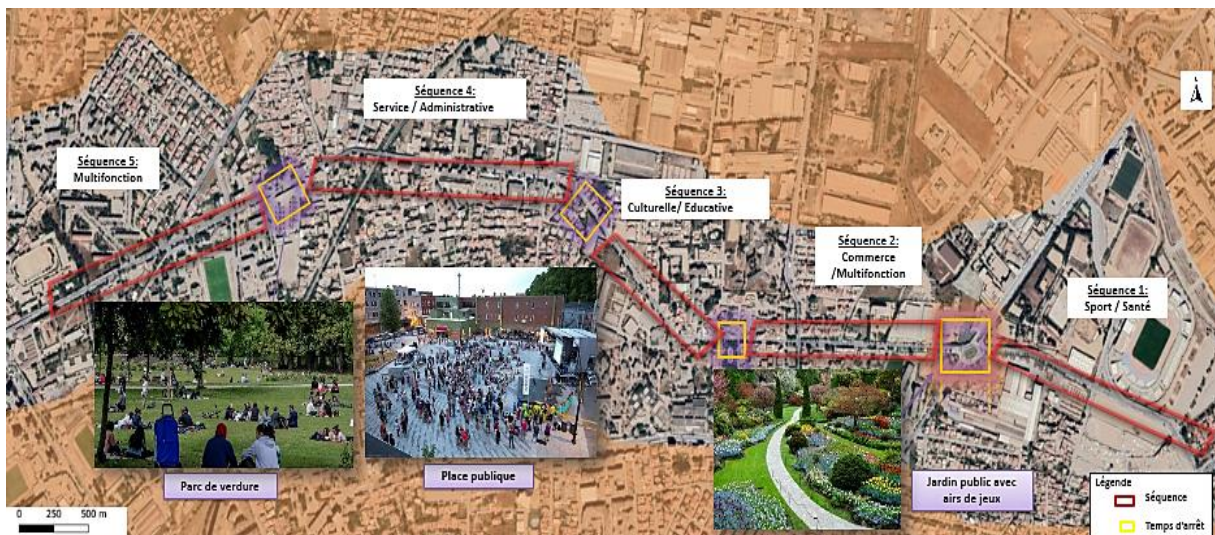 Séquence 4:
Service / Administrative
Séquence 5:
Multifonction
Séquence 3:
Culturelle/ Educative
Séquence 2:
Commerce
/Multifonction
Séquence 1:
Sport / Santé
Parc de verdure
Place publique
Jardin public avec
airs de jeux
Légende
Séquence
Temps d'arrêt
0 250 500 m